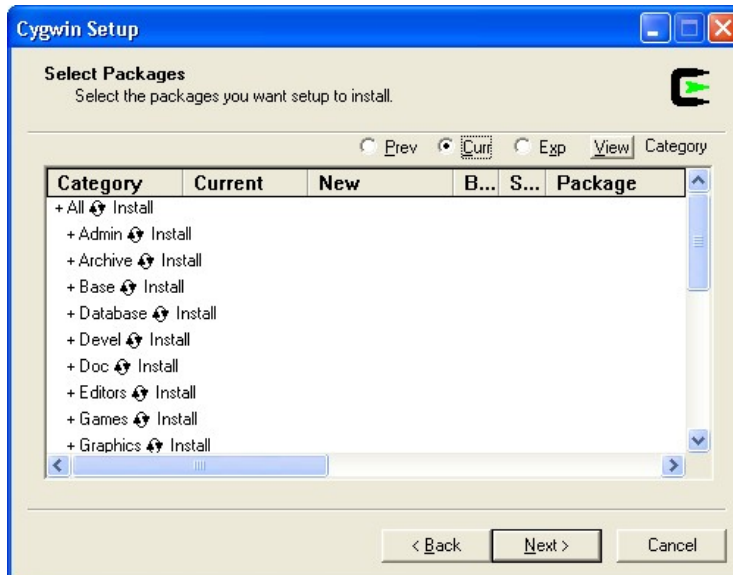 Cygwin Setup
Select Packages
Select the packages you want setup to install.
Prev Curr Exp View Category
Category Current New B... S... Package
+ All Install
+ Admin Install
+ Archive Install
+ Base Install
+ Database Install
+ Devel Install
+ Doc Install
+ Editors Install
+ Games Install
+ Graphics Install
< Back Next > Cancel